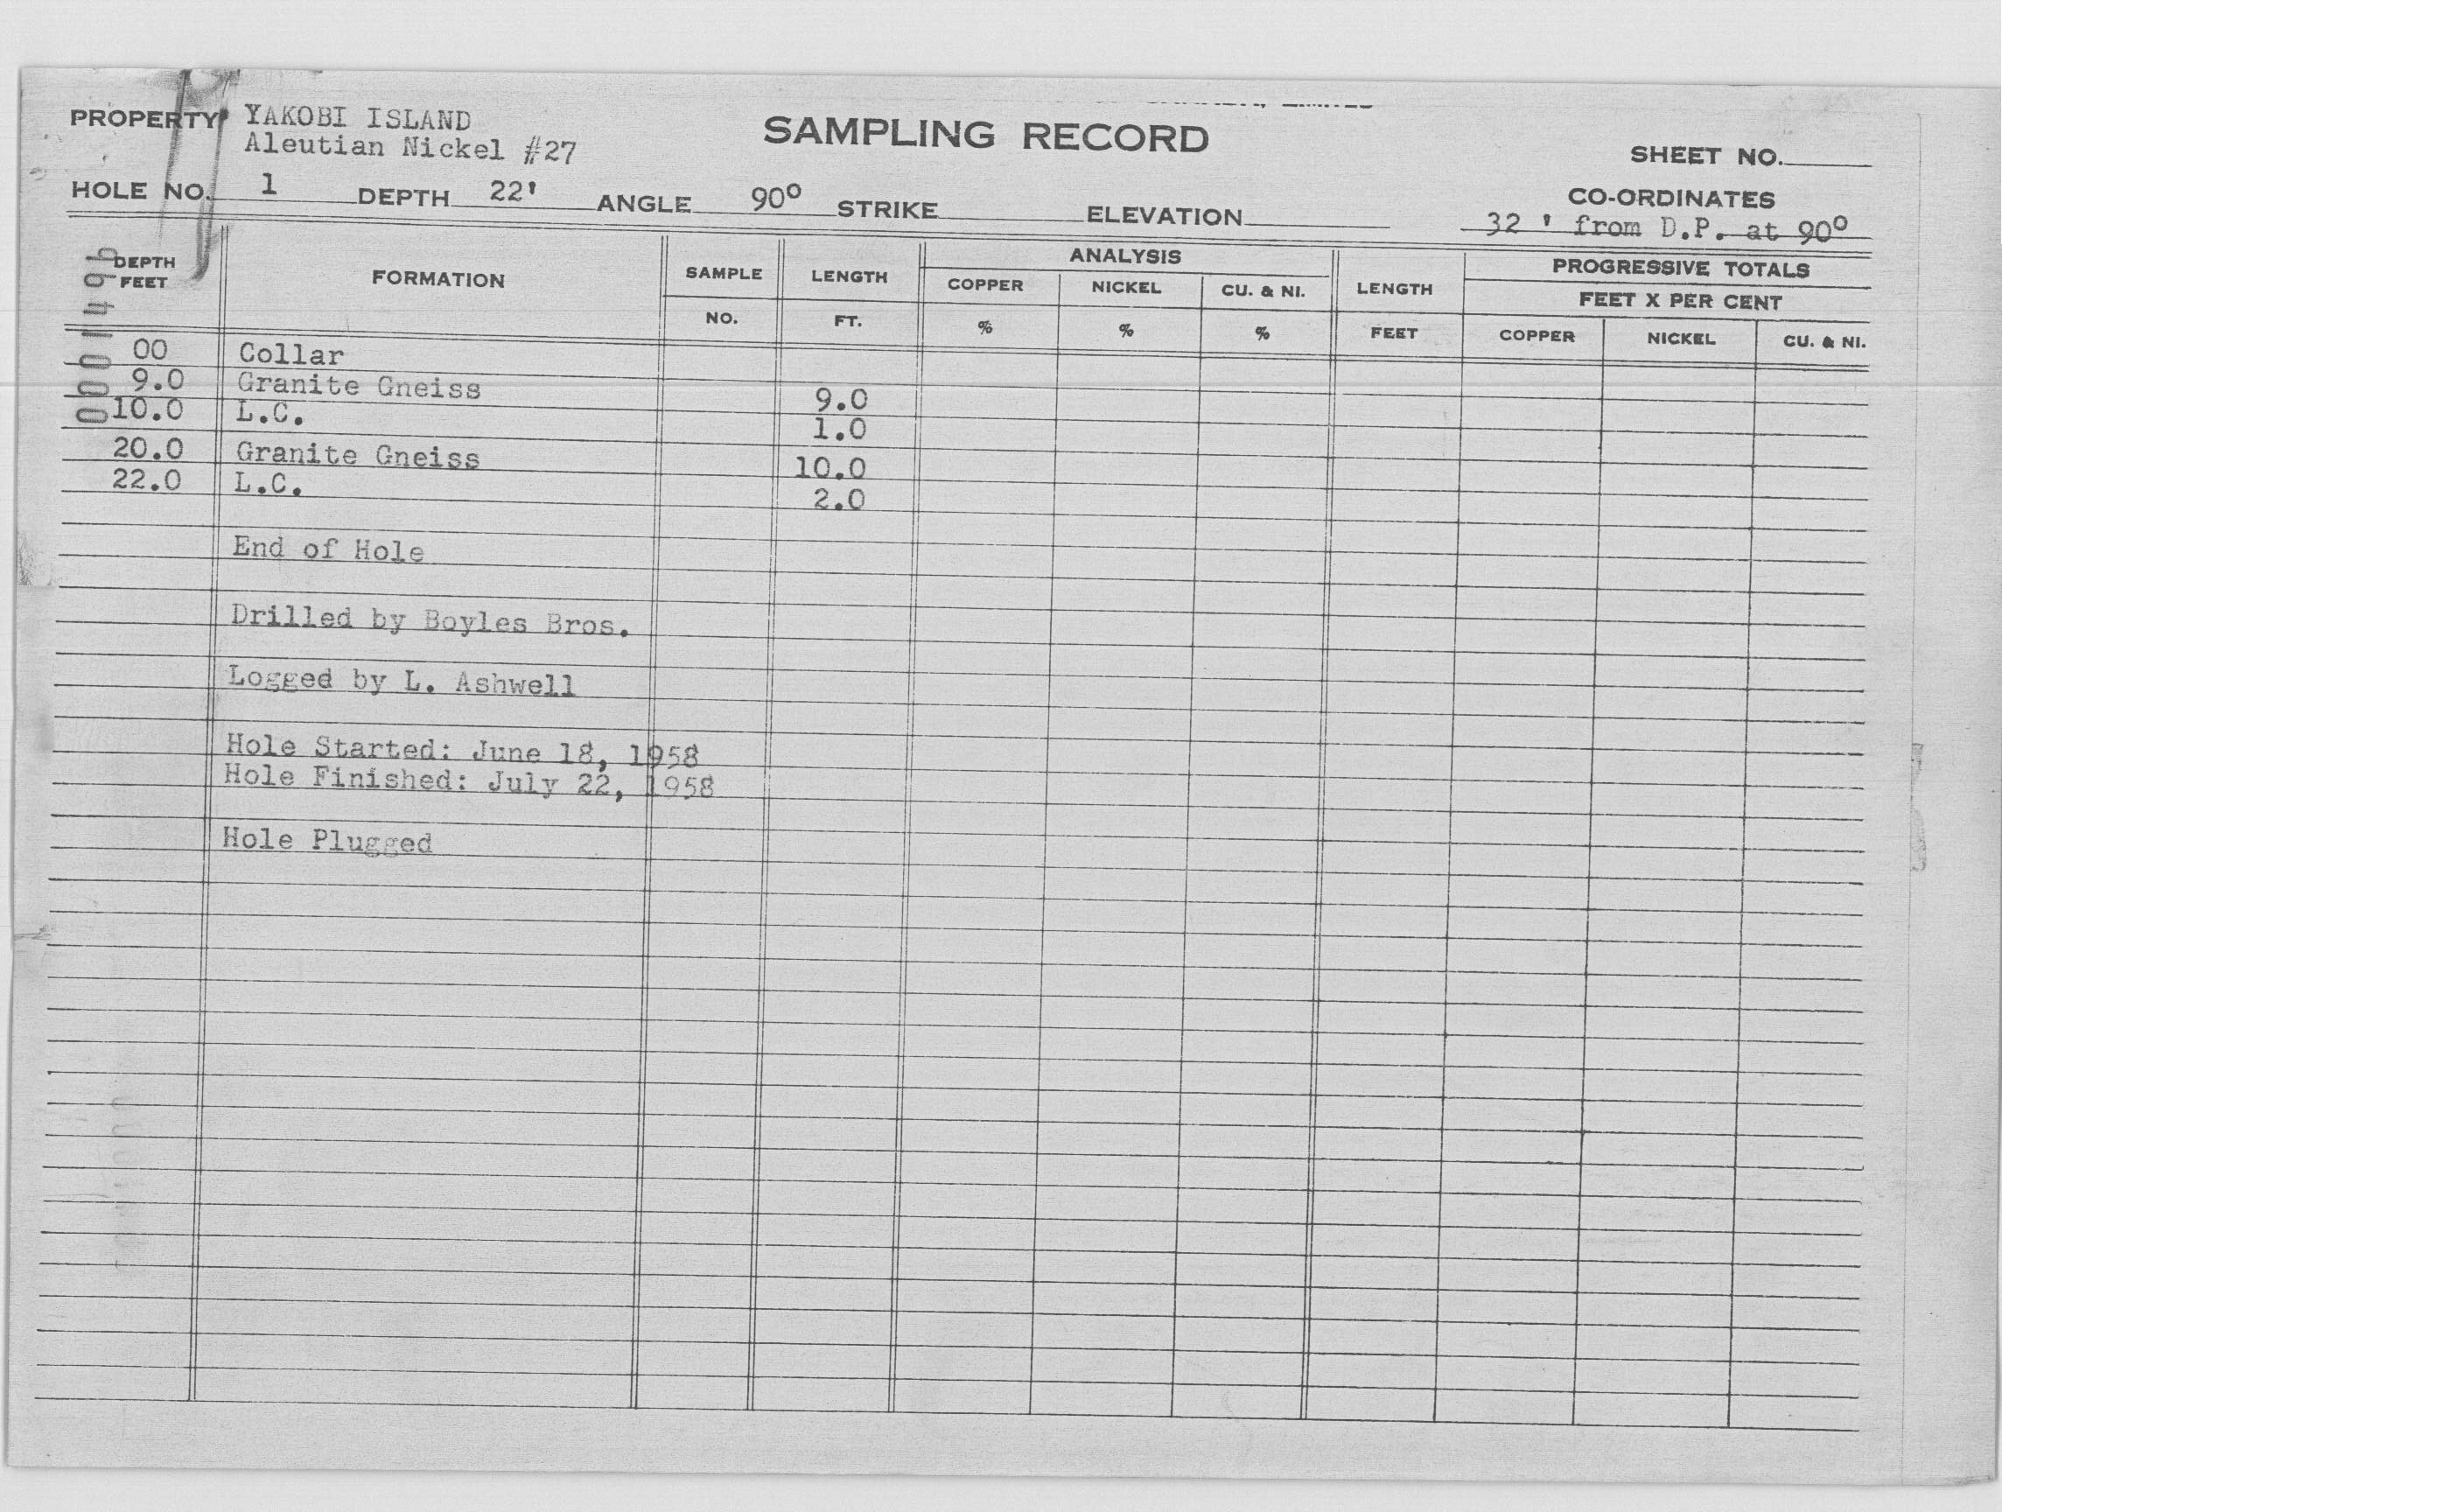 PROPERTY YAKOBI ISLAND
Aleutian Nickel #27
SAMPLING RECORD
SHEET NO.
HOLE NO. 1 DEPTH 22' ANGLE 90° STRIKE ELEVATION
CO-ORDINATES
32 ' from D.P. at 90°
DEPTH FEET FORMATION SAMPLE NO. LENGTH FT. ANALYSIS COPPER % NICKEL % CU. & NI. % LENGTH FEET PROGRESSIVE TOTALS FEET X PER CENT COPPER NICKEL CU. & NI.
00 Collar
9.0 Granite Gneiss 9.0
10.0 L.C. 1.0
20.0 Granite Gneiss 10.0
22.0 L.C. 2.0
End of Hole
Drilled by Boyles Bros.
Logged by L. Ashwell
Hole Started: June 18, 1958
Hole Finished: July 22, 1958
Hole Plugged